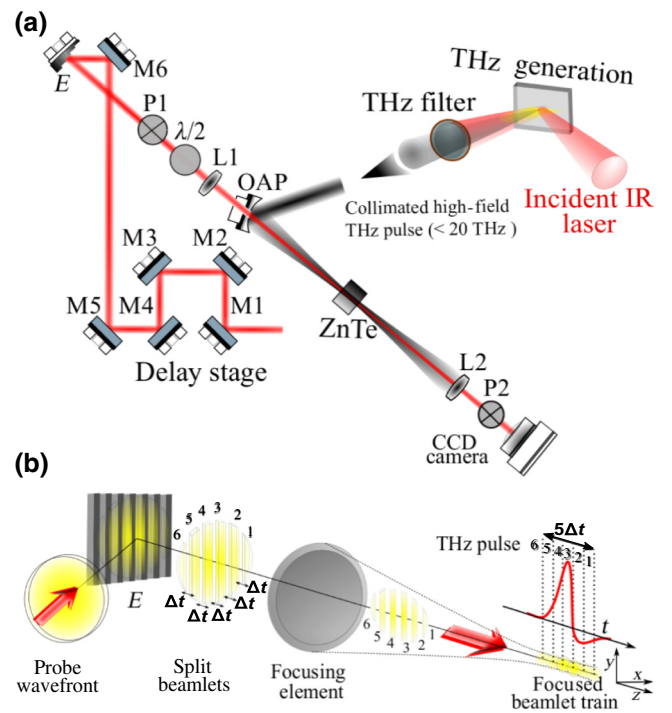 (a)
M6
E
P1
λ/2
L1
OAP
THz generation
THz filter
Collimated high-field
THz pulse (< 20 THz )
Incident IR
laser
M3
M2
M5
M4
M1
Delay stage
ZnTe
L2
P2
CCD
camera
(b)
6
5
4
3
2
1
Δt
Δt
Δt
Δt
Δt
E
Probe
wavefront
Split
beamlets
Focusing
element
6
5
4
3
2
1
THz pulse
5Δt
6
5
4
3
2
1
t
y
x
z
Focused
beamlet train